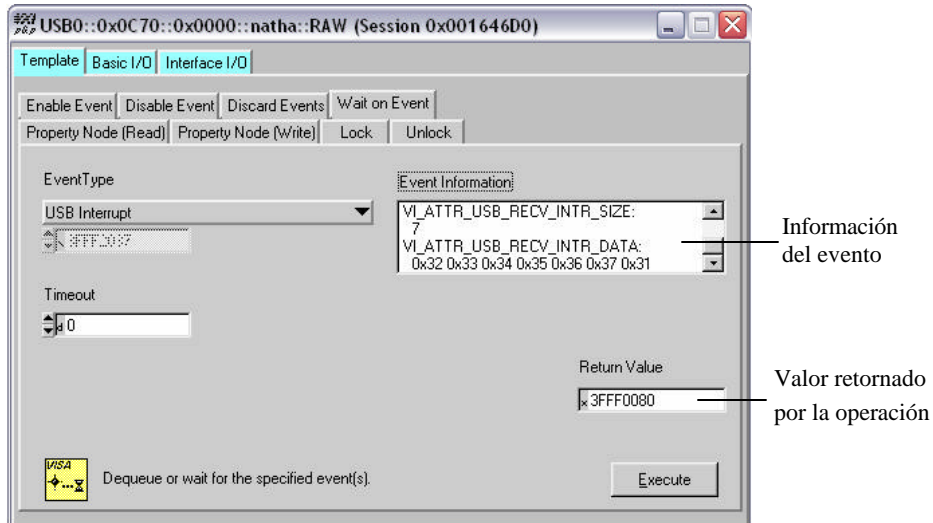 USB0::0x0C70::0x0000::natha::RAW (Session 0x001646D0)
Template Basic I/O Interface I/O
Enable Event Disable Event Discard Events Wait on Event
Property Node (Read) Property Node (Write) Lock Unlock
EventType
USB Interrupt
3FFF2037
Timeout
d 0
Event Information
VI_ATTR_USB_RECV_INTR_SIZE:
7
VI_ATTR_USB_RECV_INTR_DATA:
0x32 0x33 0x34 0x35 0x36 0x37 0x31
Información
del evento
Return Value
x 3FFF0080
Valor retornado
por la operación
VISA
Dequeue or wait for the specified event(s).
Execute